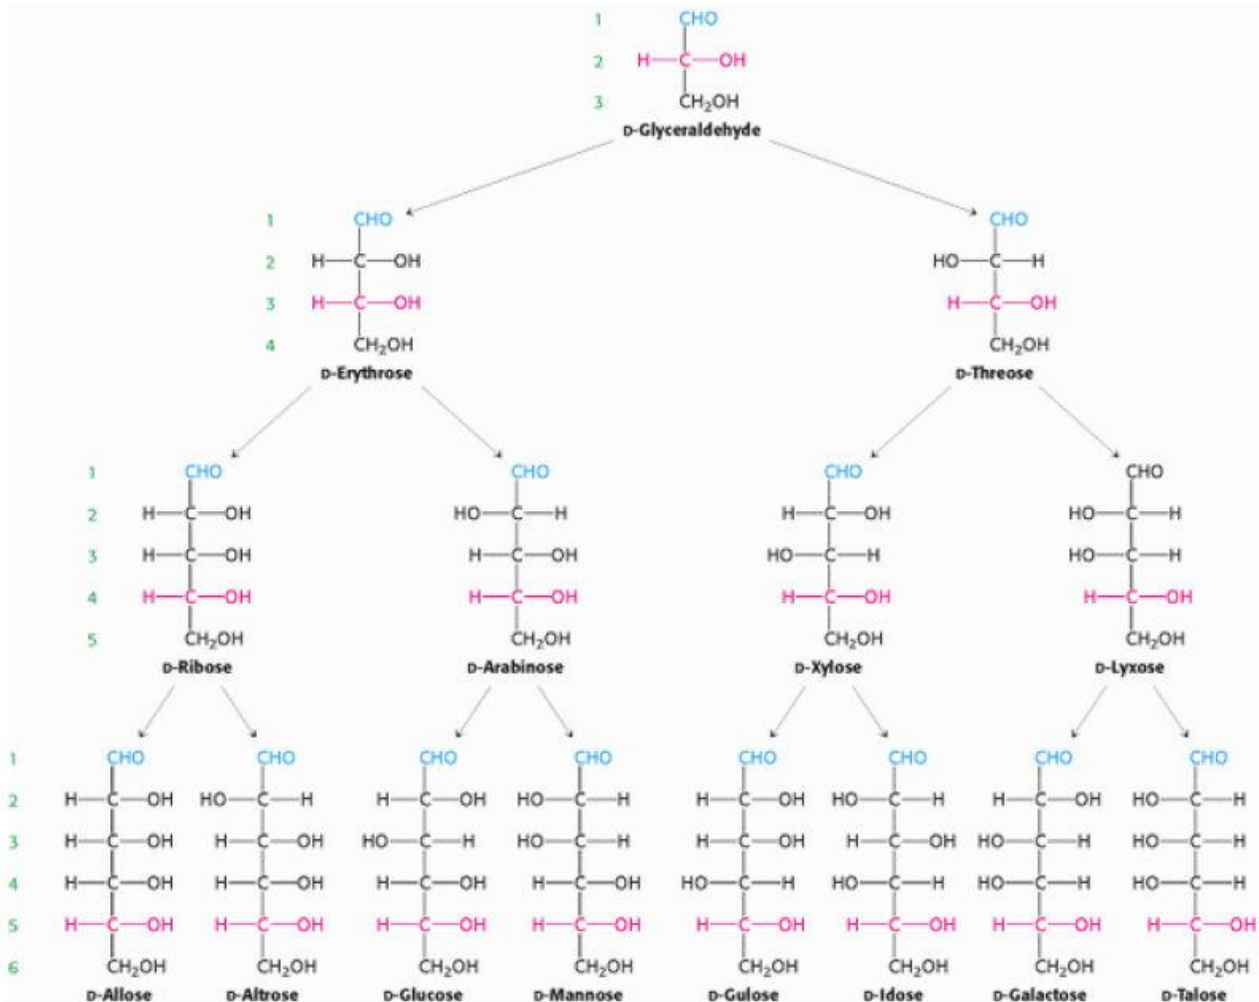 1 CHO
2 H—C—OH
3 CH₂OH
D-Glyceraldehyde
1 CHO CHO
2 H—C—OH HO—C—H
3 H—C—OH H—C—OH
4 CH₂OH CH₂OH
D-Erythrose D-Threose
1 CHO CHO CHO CHO
2 H—C—OH HO—C—H H—C—OH HO—C—H
3 H—C—OH H—C—OH HO—C—H HO—C—H
4 H—C—OH H—C—OH H—C—OH H—C—OH
5 CH₂OH CH₂OH CH₂OH CH₂OH
D-Ribose D-Arabinose D-Xylose D-Lyxose
1 CHO CHO CHO CHO CHO CHO CHO CHO
2 H—C—OH HO—C—H H—C—OH HO—C—H H—C—OH HO—C—H H—C—OH HO—C—H
3 H—C—OH H—C—OH HO—C—H HO—C—H H—C—OH H—C—OH HO—C—H HO—C—H
4 H—C—OH H—C—OH H—C—OH H—C—OH HO—C—H HO—C—H HO—C—H HO—C—H
5 H—C—OH H—C—OH H—C—OH H—C—OH H—C—OH H—C—OH H—C—OH H—C—OH
6 CH₂OH CH₂OH CH₂OH CH₂OH CH₂OH CH₂OH CH₂OH CH₂OH
D-Allose D-Altrose D-Glucose D-Mannose D-Gulose D-Idose D-Galactose D-Talose